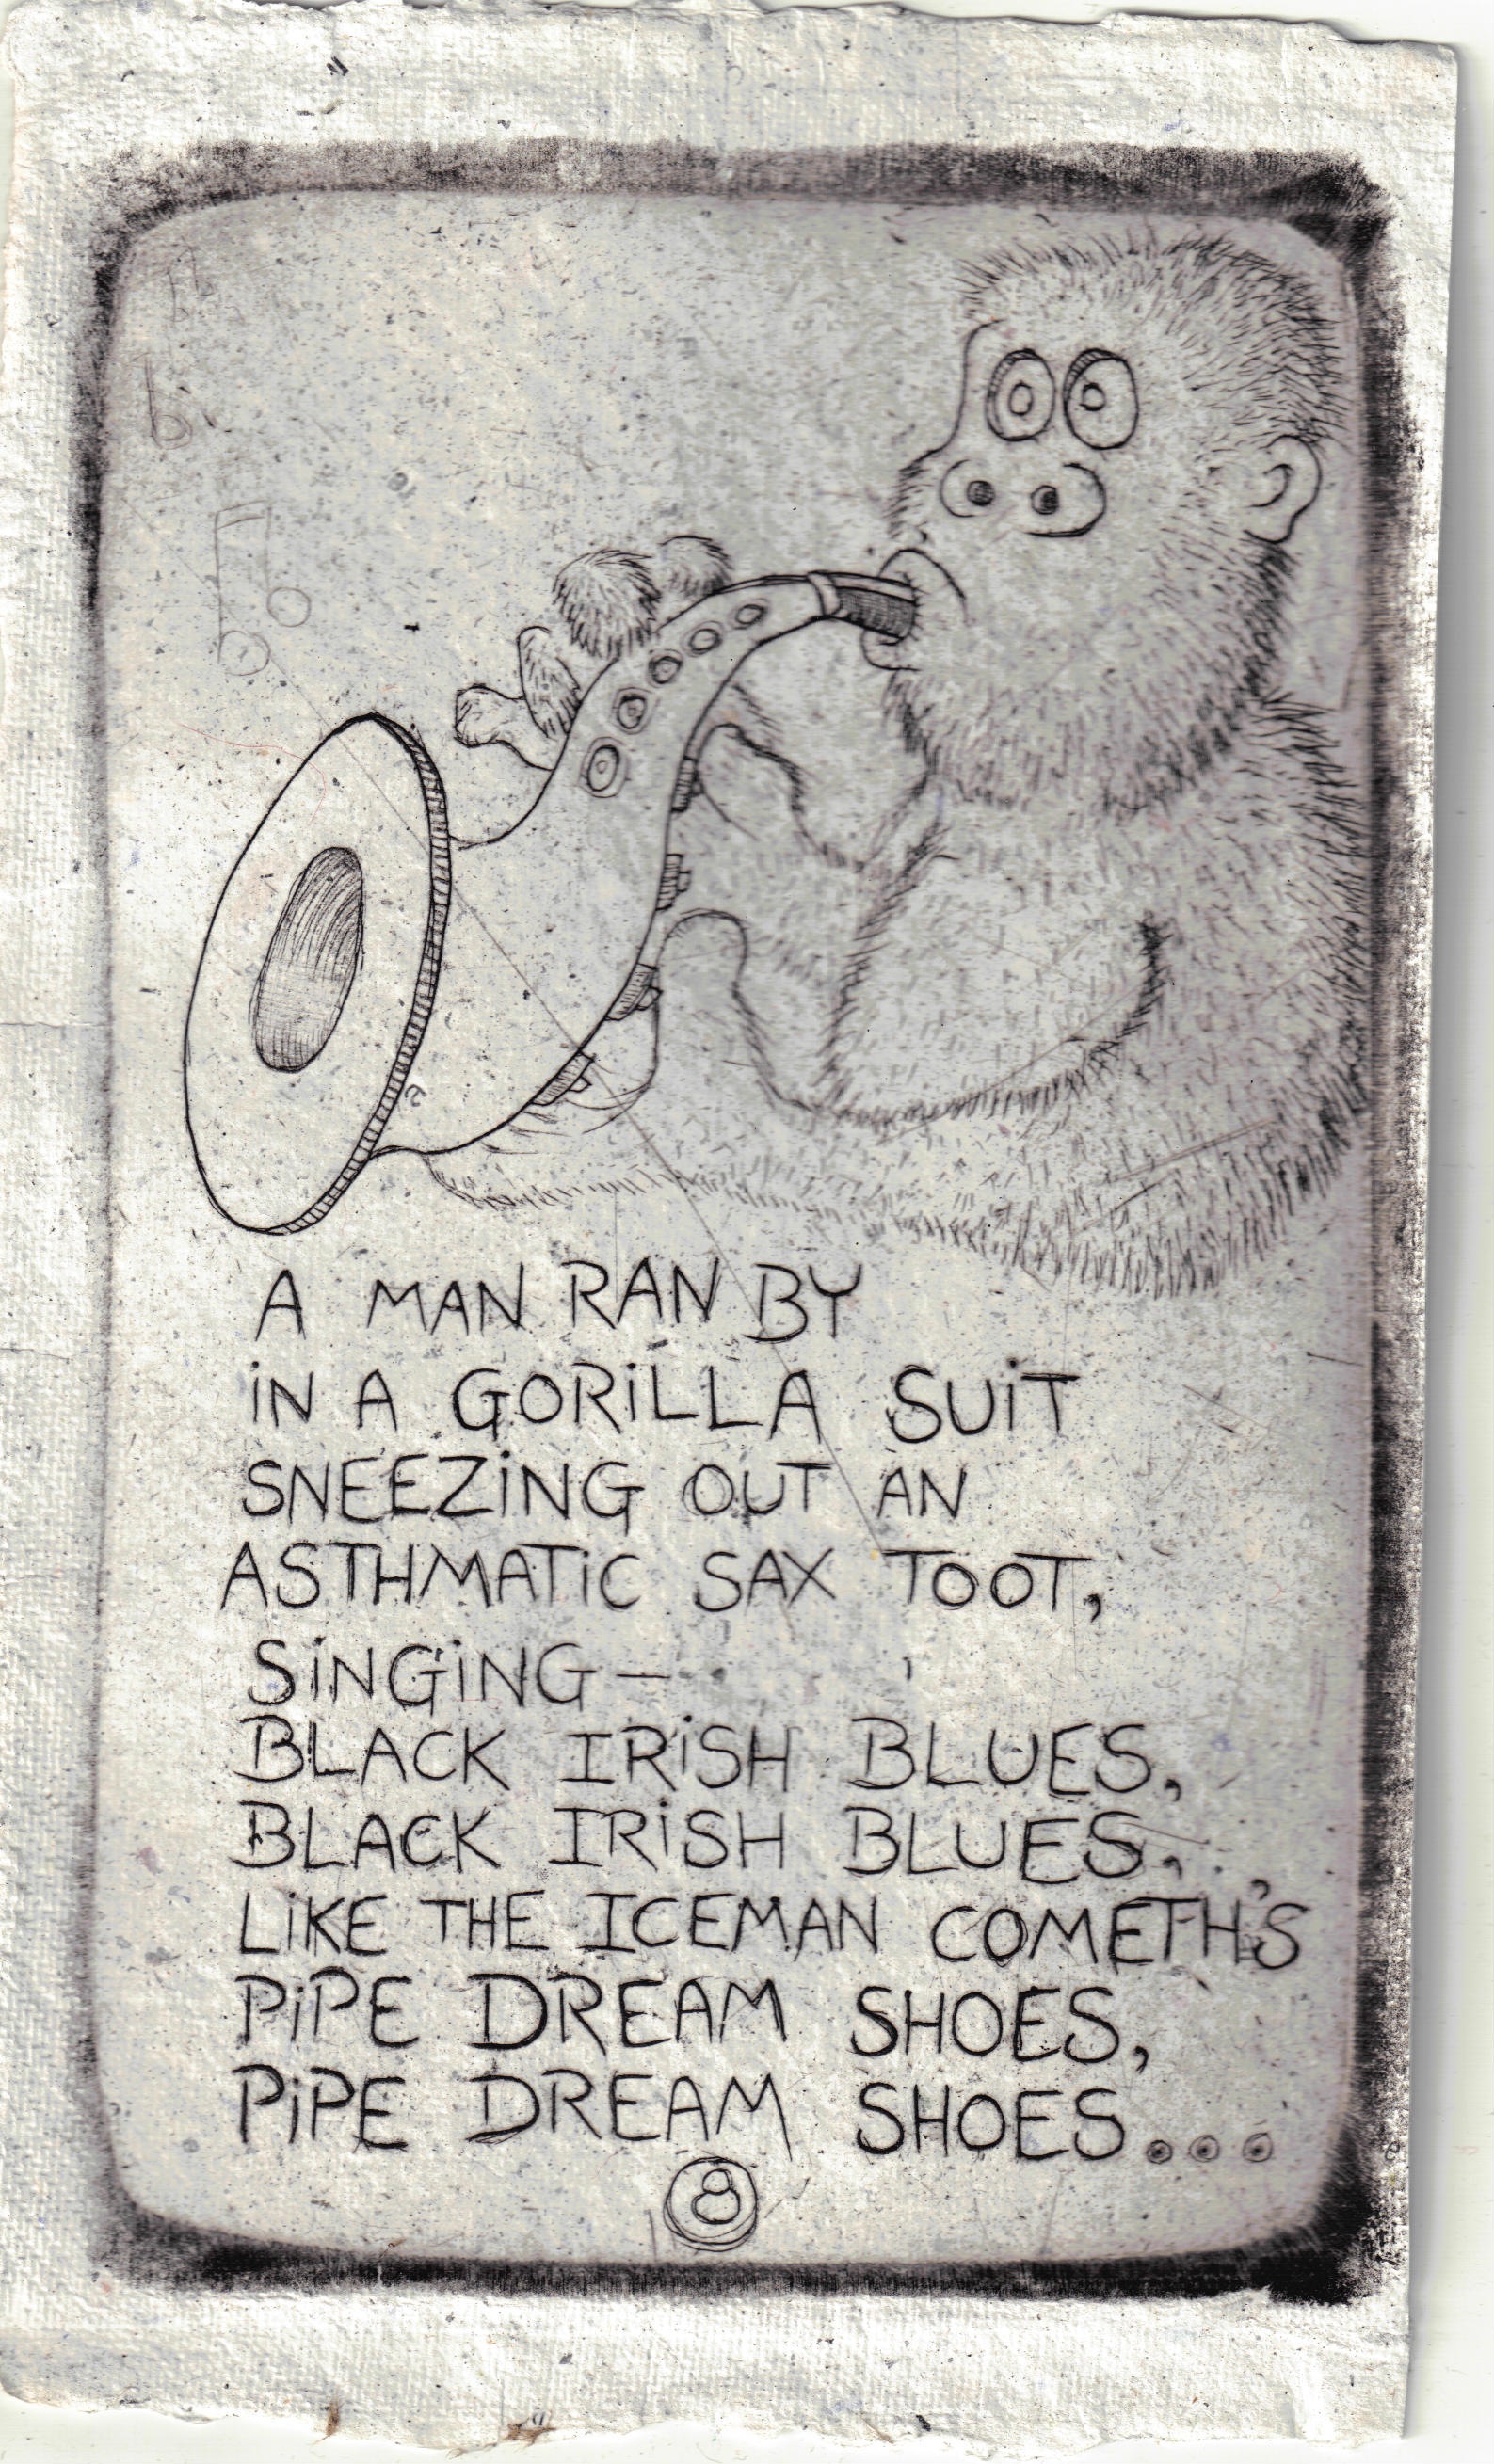 A MAN RAN BY
IN A GORILLA SUIT
SNEEZING OUT AN
ASTHMATIC SAX TOOT,
SINGING—
BLACK IRISH BLUES,
BLACK IRISH BLUES,
LIKE THE ICEMAN COMETH'S
PIPE DREAM SHOES,
PIPE DREAM SHOES...
8